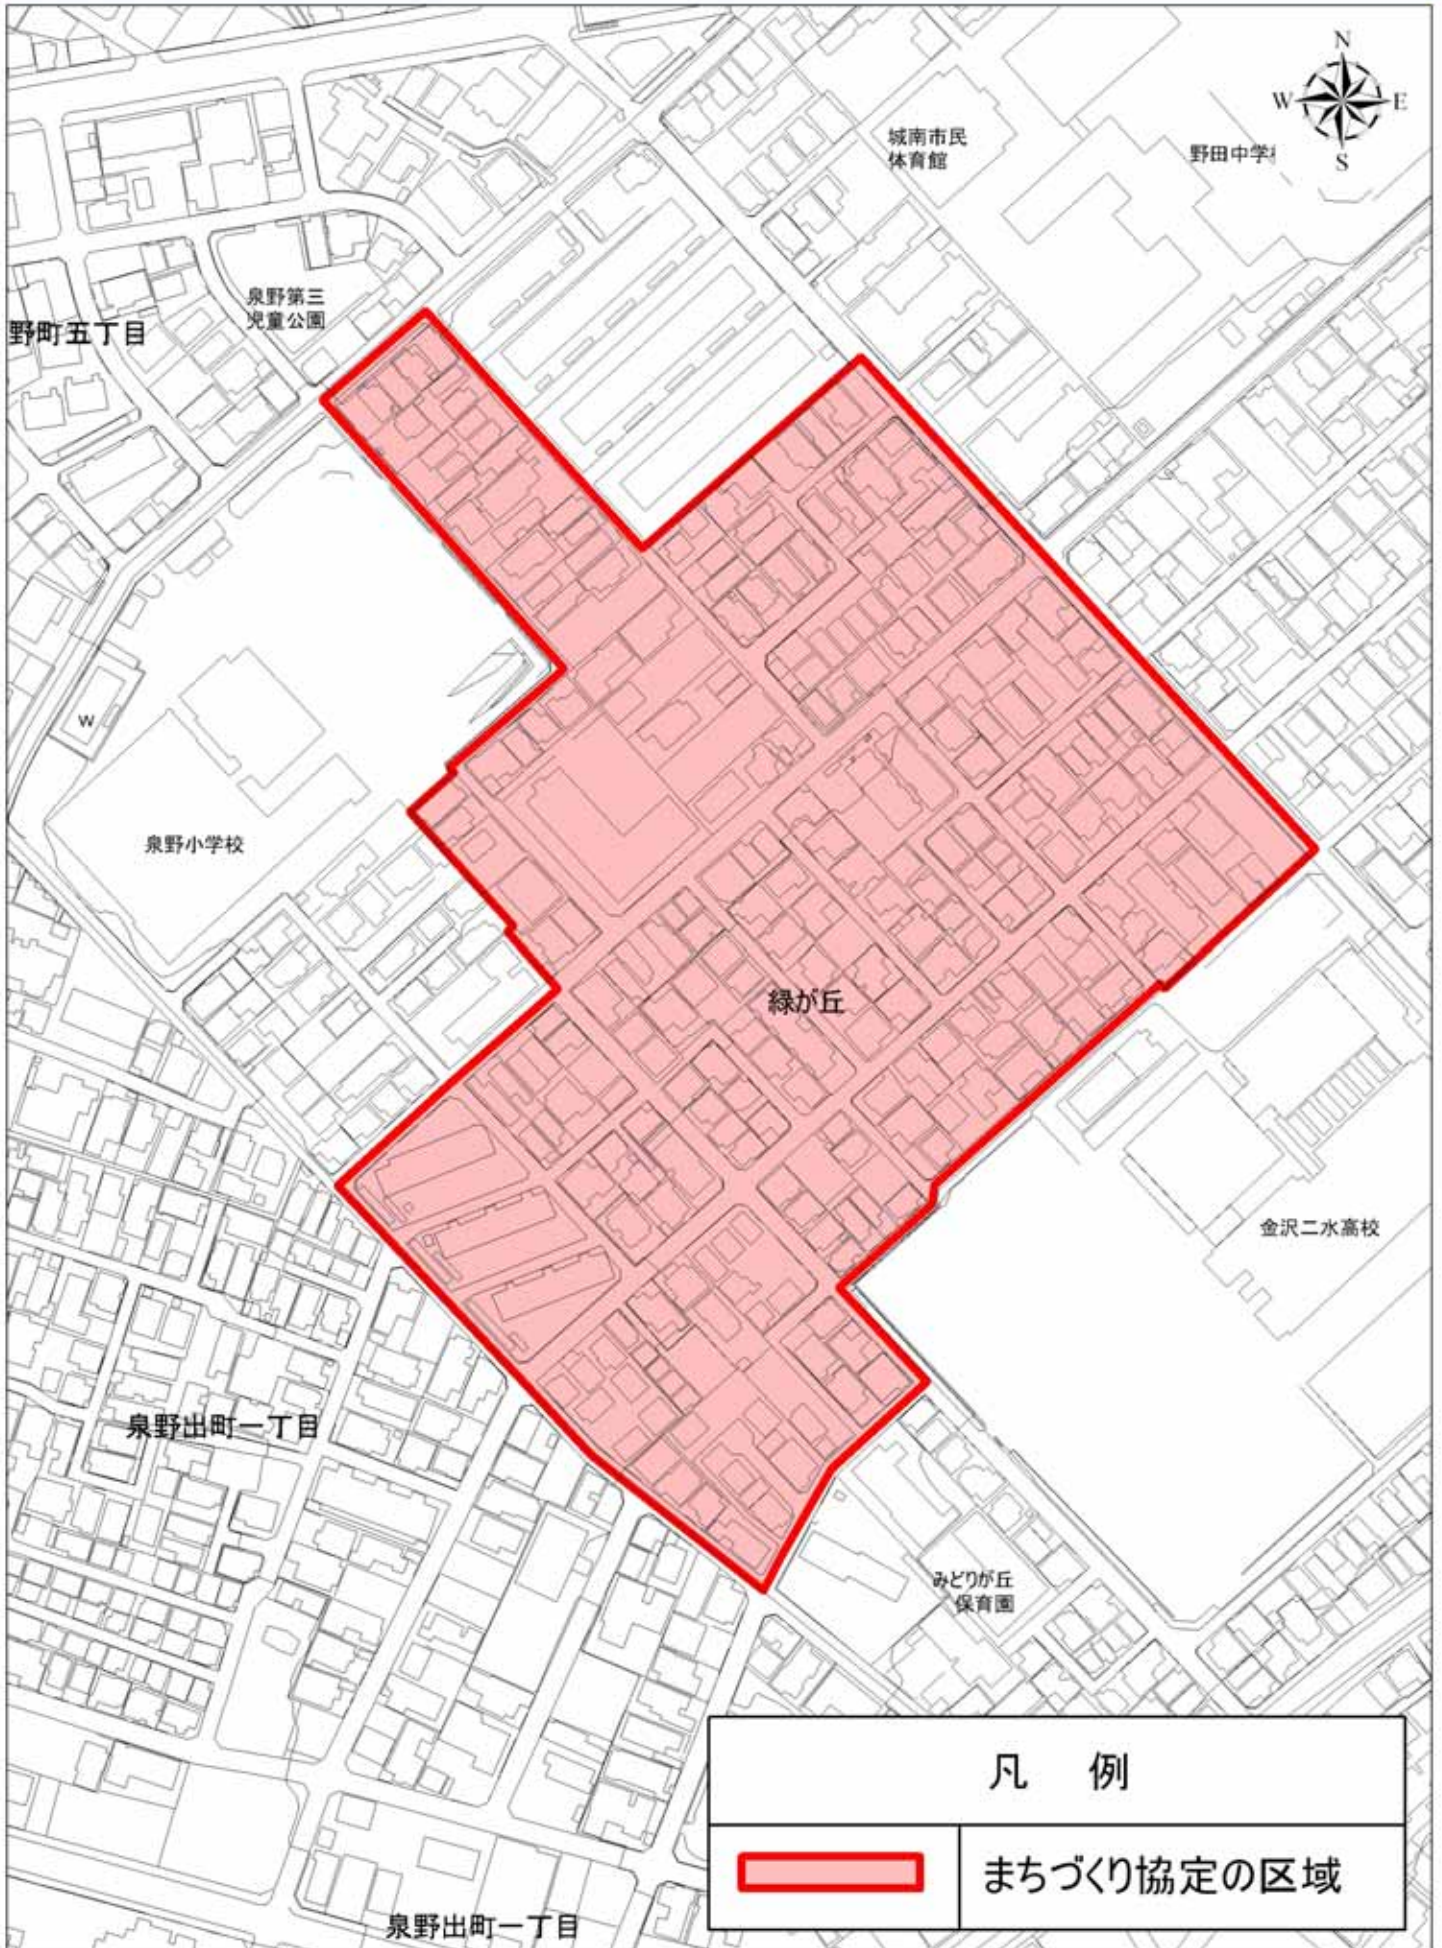 N
W E
S
城南市民
体育館
野田中学
泉野第三
児童公園
野町五丁目
W
泉野小学校
緑が丘
金沢二水高校
泉野出町一丁目
みどりが丘
保育園
凡 例
まちづくり協定の区域
泉野出町一丁目